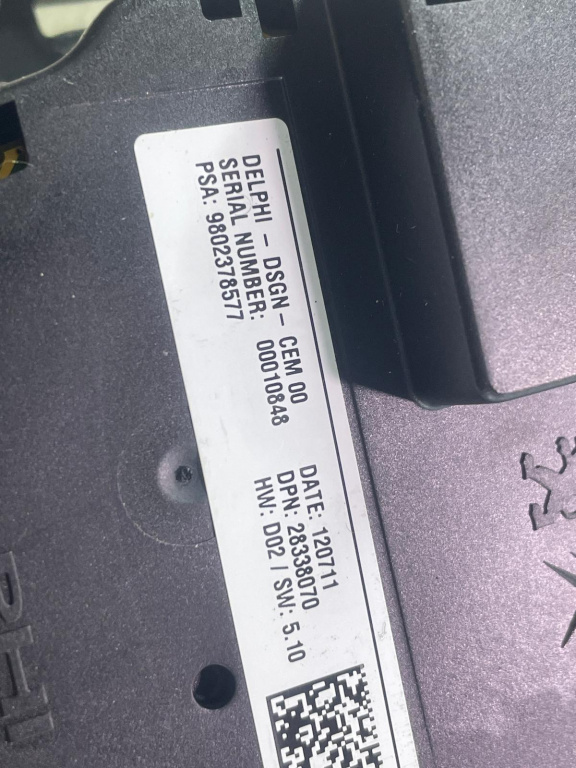 DELPHI - DSGN - CEM 00
SERIAL NUMBER: 00010848
PSA: 9802378577
DATE: 120711
DPN: 28338070
HW: D02 / SW: 5.10